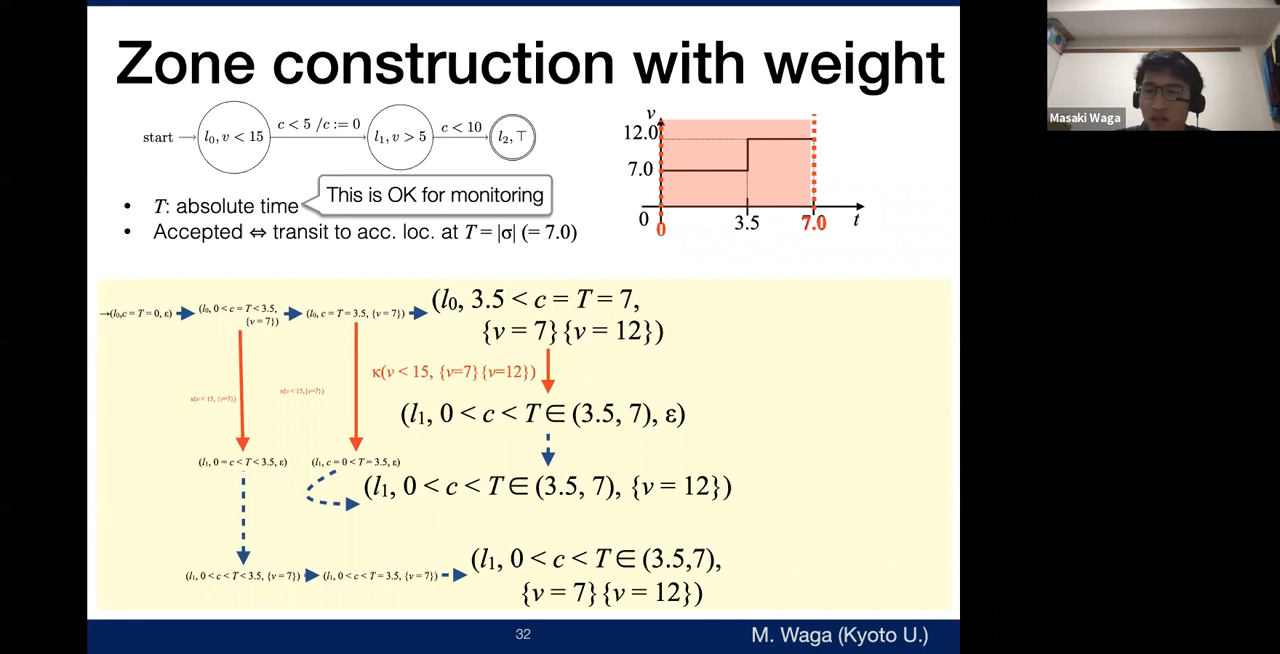 Zone construction with weight
Masaki Waga
start
l₀, v < 15
c < 5 /c := 0
l₁, v > 5
c < 10
l₂, ⊤
v
12.0
7.0
0
0
3.5
7.0
t
• T: absolute time
This is OK for monitoring
• Accepted ⇔ transit to acc. loc. at T = |σ| (= 7.0)
→(l₀,c = T = 0, ε)
(l₀, 0 < c = T < 3.5,
{v = 7})
(l₀, c = T = 3.5, {v = 7})
(l₀, 3.5 < c = T = 7,
{v = 7}{v = 12})
κ(v < 15, {v=7})
κ(v < 15,{v=7})
κ(v < 15, {v=7}{v=12})
(l₁, 0 < c < T ∈ (3.5, 7), ε)
(l₁, 0 = c < T < 3.5, ε)
(l₁, c = 0 < T = 3.5, ε)
(l₁, 0 < c < T ∈ (3.5, 7), {v = 12})
(l₁, 0 < c < T < 3.5, {v = 7})
(l₁, 0 < c < T = 3.5, {v = 7})
(l₁, 0 < c < T ∈ (3.5,7),
{v = 7}{v = 12})
32
M. Waga (Kyoto U.)